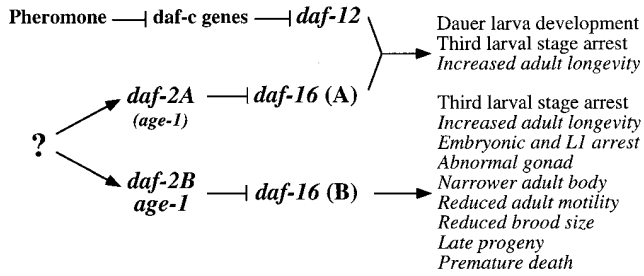 Pheromone daf-c genes daf-12
Dauer larva development
Third larval stage arrest
Increased adult longevity
daf-2A daf-16 (A)
(age-1)
?
daf-2B daf-16 (B)
age-1
Third larval stage arrest
Increased adult longevity
Embryonic and L1 arrest
Abnormal gonad
Narrower adult body
Reduced adult motility
Reduced brood size
Late progeny
Premature death